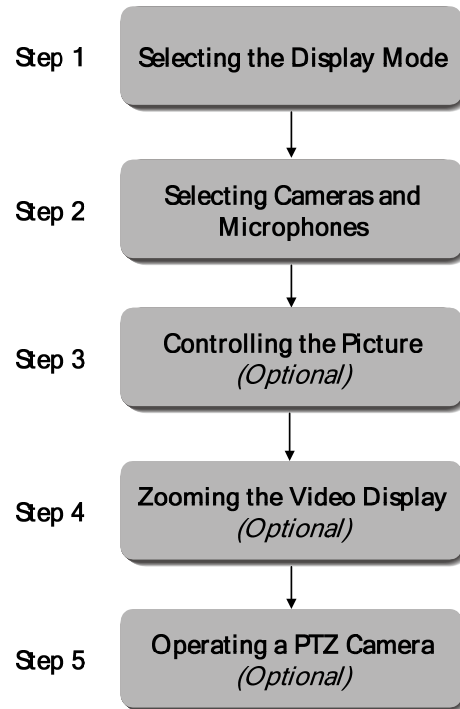 Step 1
Selecting the Display Mode
Step 2
Selecting Cameras and
Microphones
Step 3
Controlling the Picture
(Optional)
Step 4
Zooming the Video Display
(Optional)
Step 5
Operating a PTZ Camera
(Optional)